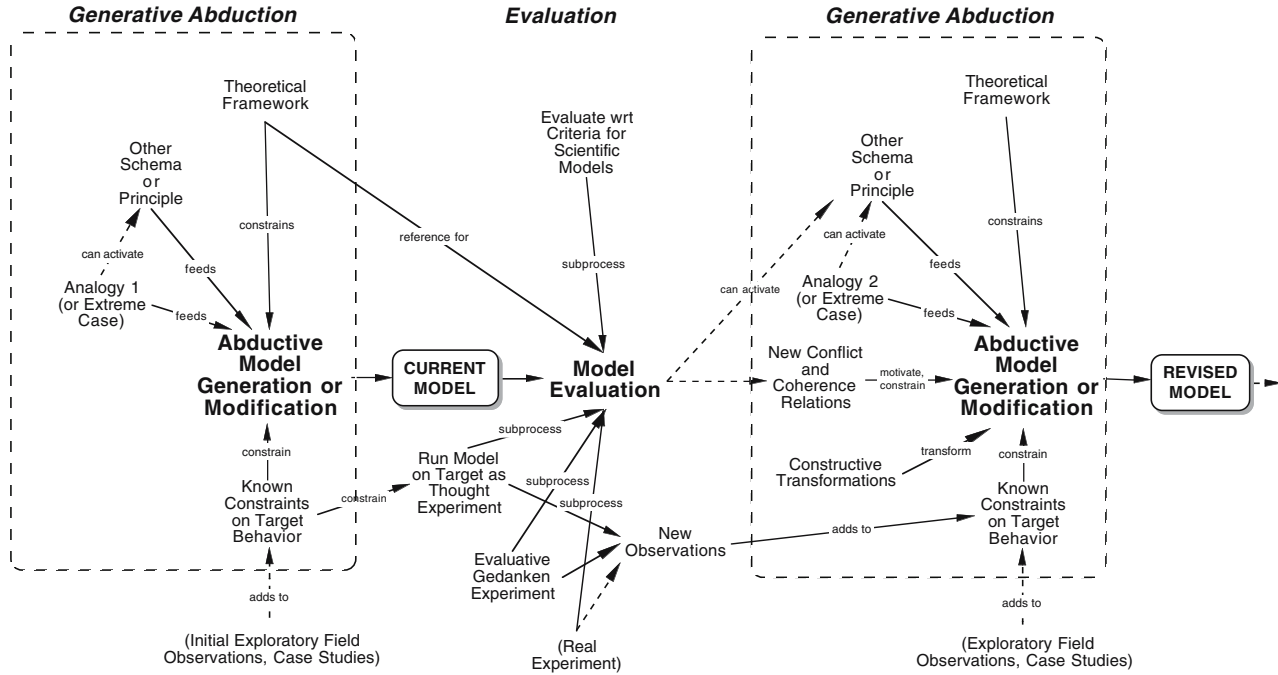 Generative Abduction
Evaluation
Generative Abduction
Theoretical
Framework
Other
Schema
or
Principle
constrains
can activate
feeds
Analogy 1
(or Extreme
Case)
feeds
Abductive
Model
Generation or
Modification
constrain
Known
Constraints
on Target
Behavior
adds to
(Initial Exploratory Field
Observations, Case Studies)
CURRENT
MODEL
reference for
Evaluate wrt
Criteria for
Scientific
Models
subprocess
Model
Evaluation
subprocess
Run Model
on Target as
Thought
Experiment
constrain
subprocess
subprocess
New
Observations
Evaluative
Gedanken
Experiment
(Real
Experiment)
adds to
can activate
Theoretical
Framework
Other
Schema
or
Principle
constrains
can activate
feeds
Analogy 2
(or Extreme
Case)
feeds
New Conflict
and
Coherence
Relations
motivate,
constrain
Abductive
Model
Generation or
Modification
Constructive
Transformations
transform
constrain
Known
Constraints
on Target
Behavior
adds to
(Exploratory Field
Observations, Case Studies)
REVISED
MODEL